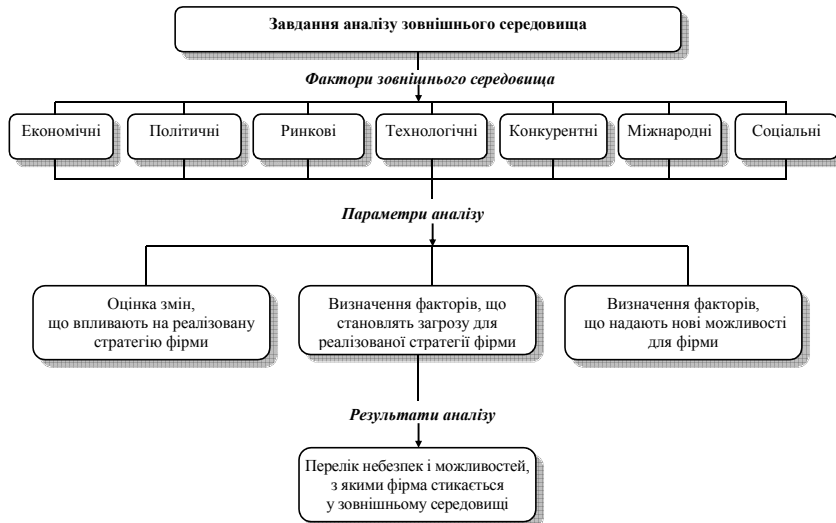 Завдання аналізу зовнішнього середовища
Фактори зовнішнього середовища
Економічні
Політичні
Ринкові
Технологічні
Конкурентні
Міжнародні
Соціальні
Параметри аналізу
Оцінка змін,
що впливають на реалізовану
стратегію фірми
Визначення факторів, що
становлять загрозу для
реалізованої стратегії фірми
Визначення факторів,
що надають нові можливості
для фірми
Результати аналізу
Перелік небезпек і можливостей,
з якими фірма стикається
у зовнішньому середовищі